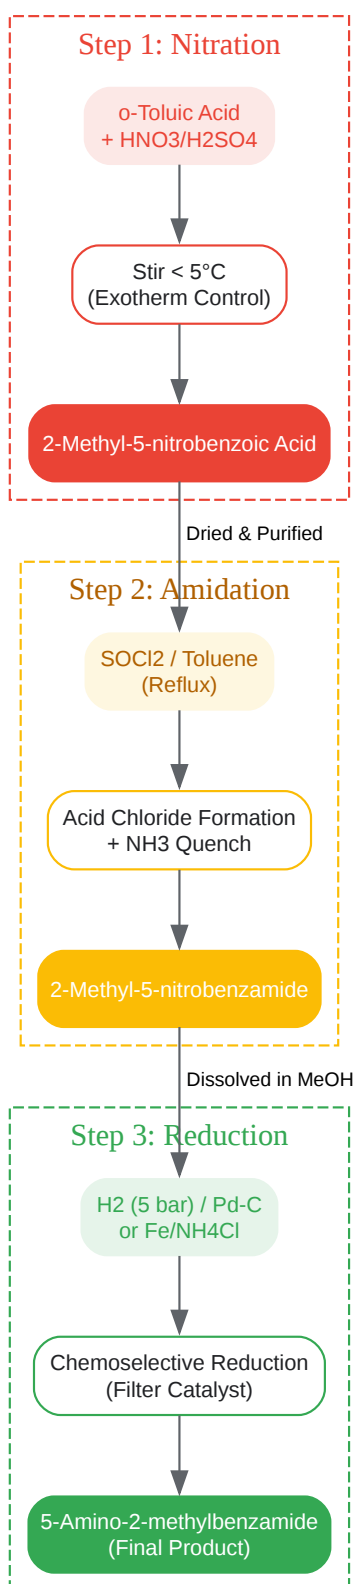 Step 1: Nitration
o-Toluic Acid
+ HNO3/H2SO4
Stir < 5°C
(Exotherm Control)
2-Methyl-5-nitrobenzoic Acid
Dried & Purified
Step 2: Amidation
SOCl2 / Toluene
(Reflux)
Acid Chloride Formation
+ NH3 Quench
2-Methyl-5-nitrobenzamide
Dissolved in MeOH
Step 3: Reduction
H2 (5 bar) / Pd-C
or Fe/NH4Cl
Chemoselective Reduction
(Filter Catalyst)
5-Amino-2-methylbenzamide
(Final Product)